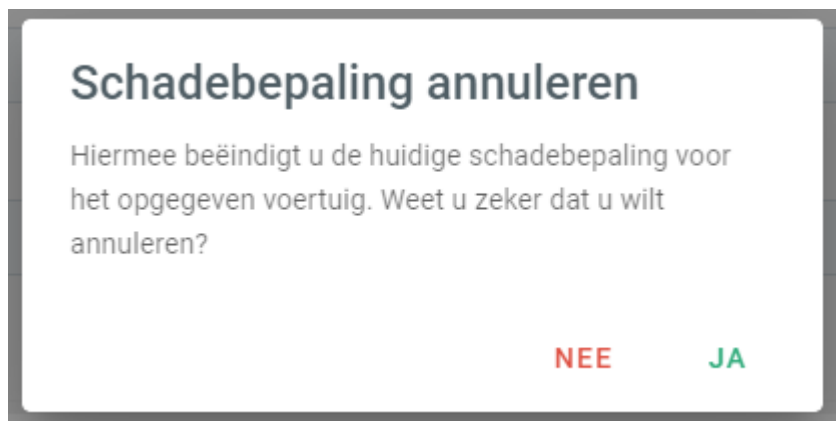 Schadebepaling annuleren
Hiermee beëindigt u de huidige schadebepaling voor
het opgegeven voertuig. Weet u zeker dat u wilt
annuleren?
NEE JA